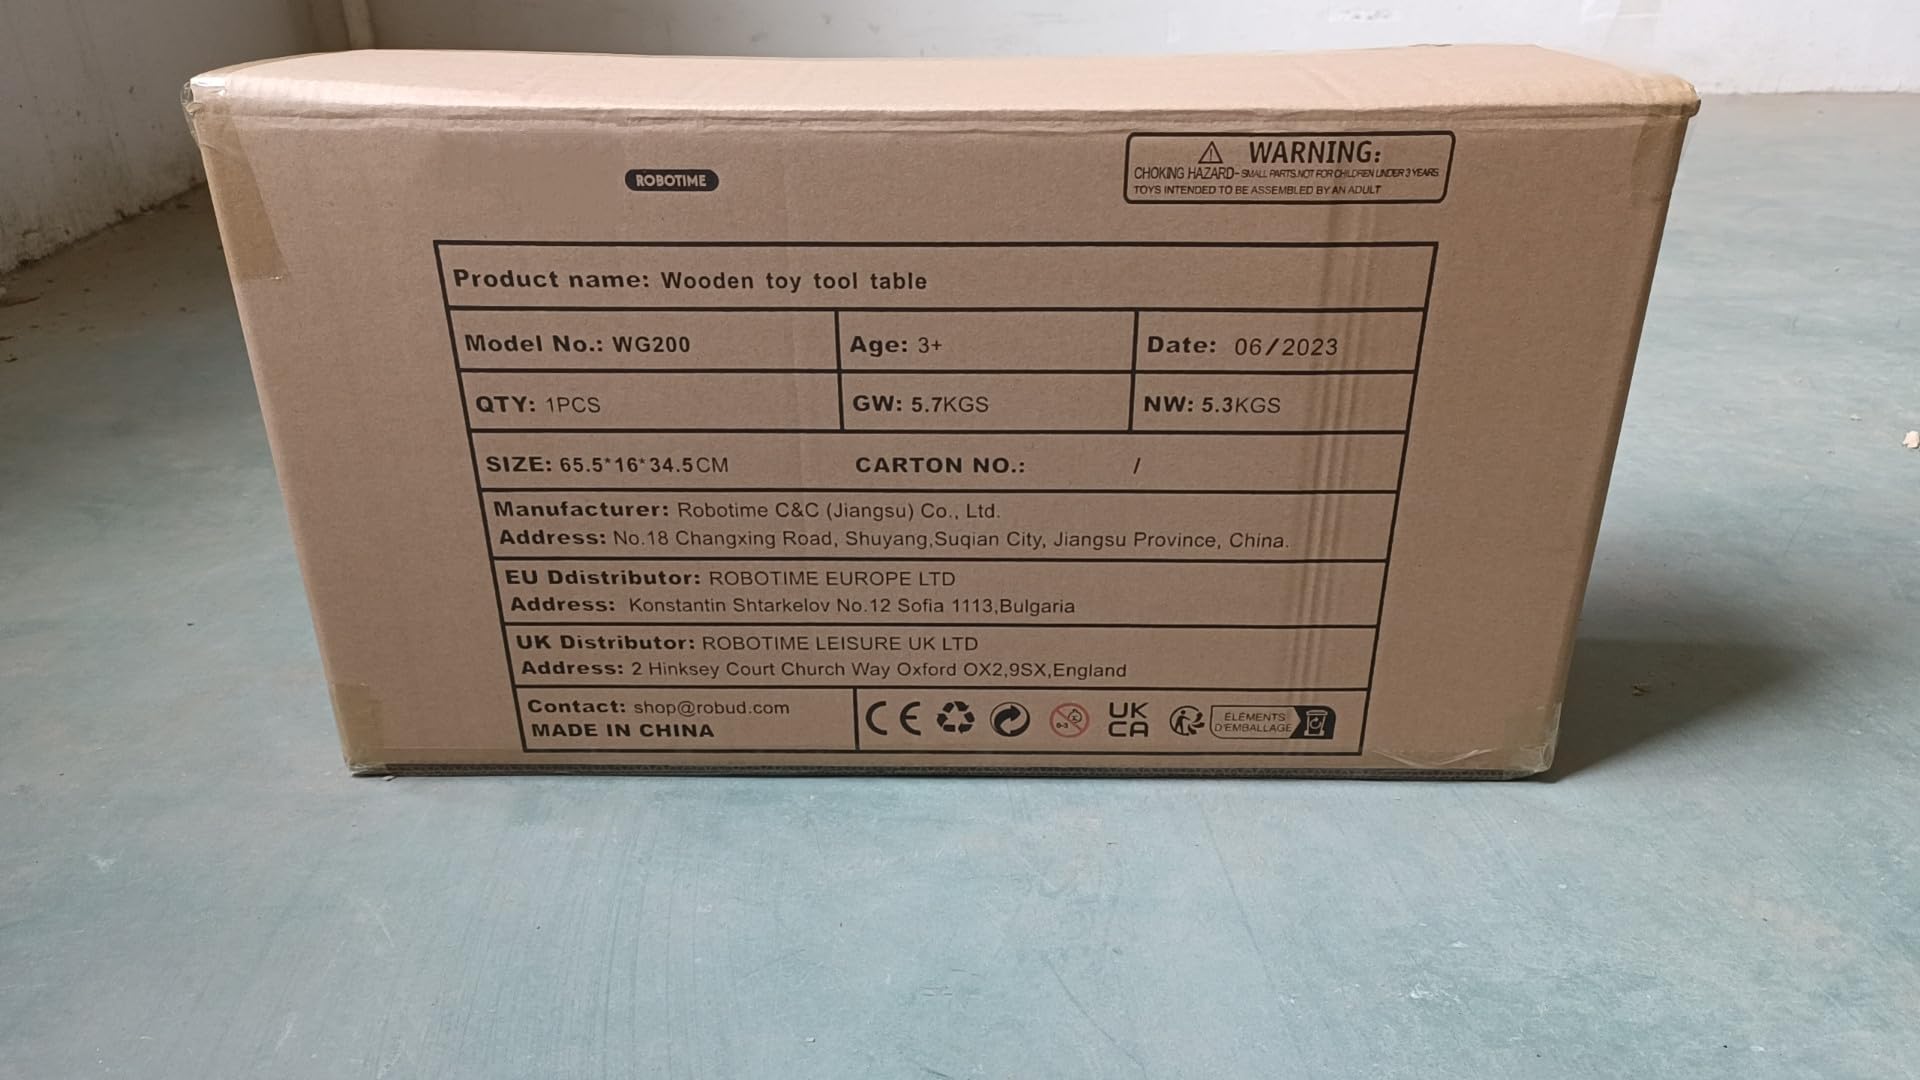 ROBOTIME
WARNING:
CHOKING HAZARD-SMALL PARTS.NOT FOR CHILDREN UNDER 3 YEARS
TOYS INTENDED TO BE ASSEMBLED BY AN ADULT
Product name: Wooden toy tool table
Model No.: WG200 Age: 3+ Date: 06/2023
QTY: 1PCS GW: 5.7KGS NW: 5.3KGS
SIZE: 65.5*16*34.5CM CARTON NO.: /
Manufacturer: Robotime C&C (Jiangsu) Co., Ltd.
Address: No.18 Changxing Road, Shuyang,Suqian City, Jiangsu Province, China.
EU Ddistributor: ROBOTIME EUROPE LTD
Address: Konstantin Shtarkelov No.12 Sofia 1113,Bulgaria
UK Distributor: ROBOTIME LEISURE UK LTD
Address: 2 Hinksey Court Church Way Oxford OX2,9SX,England
Contact: shop@robud.com
MADE IN CHINA
CE
0-3
UK
CA
ÉLÉMENTS
D'EMBALLAGE